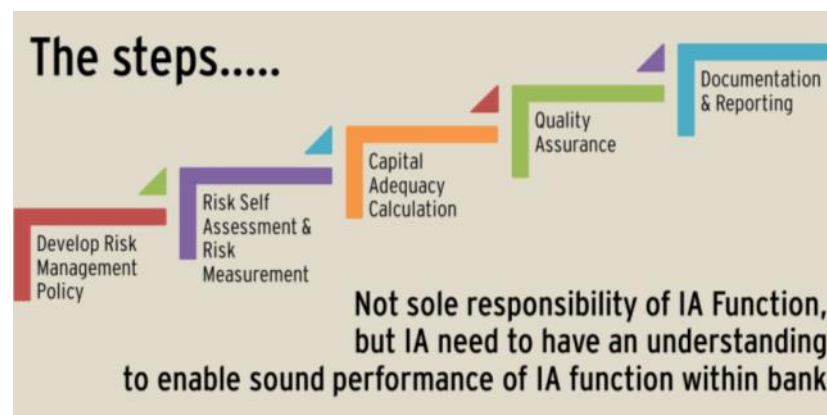 The steps.....
Develop Risk
Management
Policy
Risk Self
Assessment &
Risk
Measurement
Capital
Adequacy
Calculation
Quality
Assurance
Documentation
& Reporting
Not sole responsibility of IA Function,
but IA need to have an understanding
to enable sound performance of IA function within bank